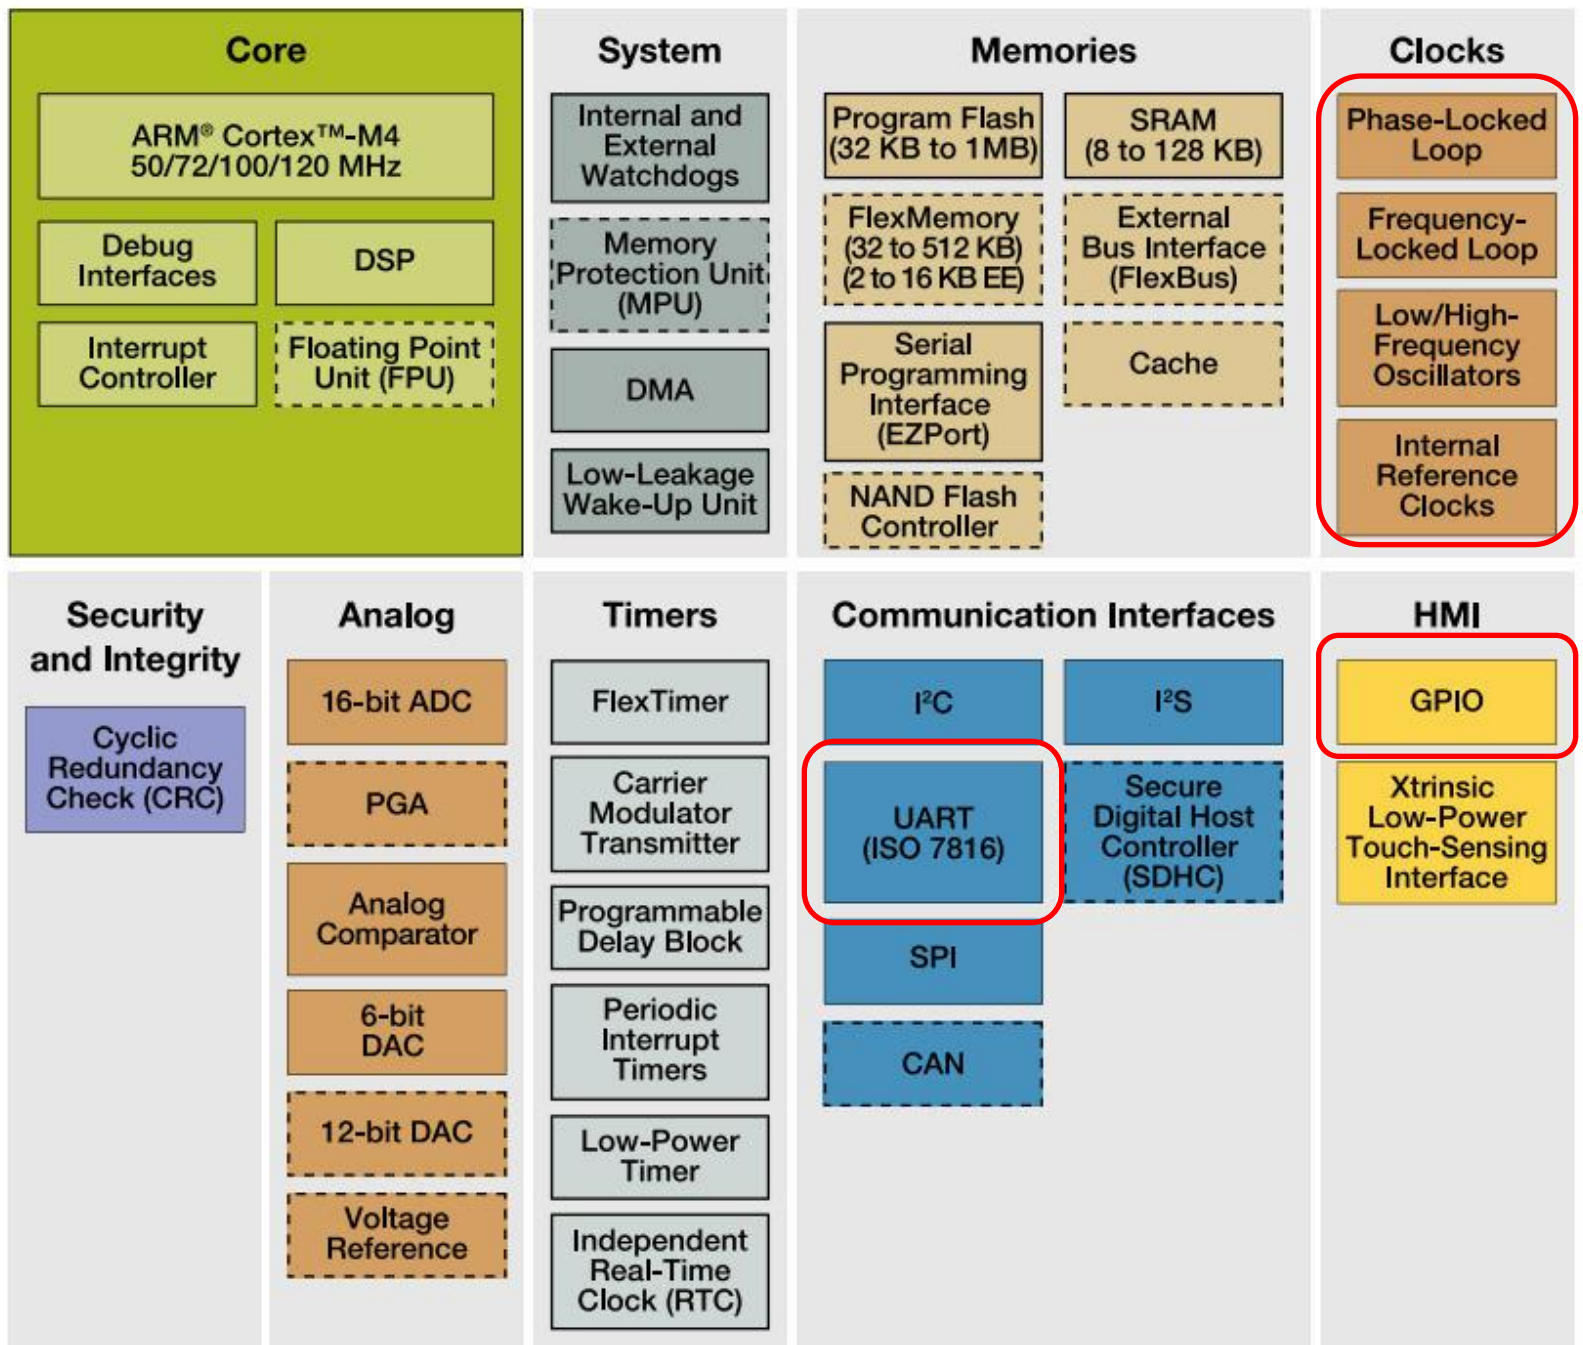 Core
ARM® Cortex™-M4
50/72/100/120 MHz
Debug
Interfaces
DSP
Interrupt
Controller
Floating Point
Unit (FPU)
System
Internal and
External
Watchdogs
Memory
Protection Unit
(MPU)
DMA
Low-Leakage
Wake-Up Unit
Memories
Program Flash
(32 KB to 1MB)
SRAM
(8 to 128 KB)
FlexMemory
(32 to 512 KB)
(2 to 16 KB EE)
External
Bus Interface
(FlexBus)
Serial
Programming
Interface
(EZPort)
Cache
NAND Flash
Controller
Clocks
Phase-Locked
Loop
Frequency-
Locked Loop
Low/High-
Frequency
Oscillators
Internal
Reference
Clocks
Security
and Integrity
Cyclic
Redundancy
Check (CRC)
Analog
16-bit ADC
PGA
Analog
Comparator
6-bit
DAC
12-bit DAC
Voltage
Reference
Timers
FlexTimer
Carrier
Modulator
Transmitter
Programmable
Delay Block
Periodic
Interrupt
Timers
Low-Power
Timer
Independent
Real-Time
Clock (RTC)
Communication Interfaces
I²C
I²S
UART
(ISO 7816)
Secure
Digital Host
Controller
(SDHC)
SPI
CAN
HMI
GPIO
Xtrinsic
Low-Power
Touch-Sensing
Interface